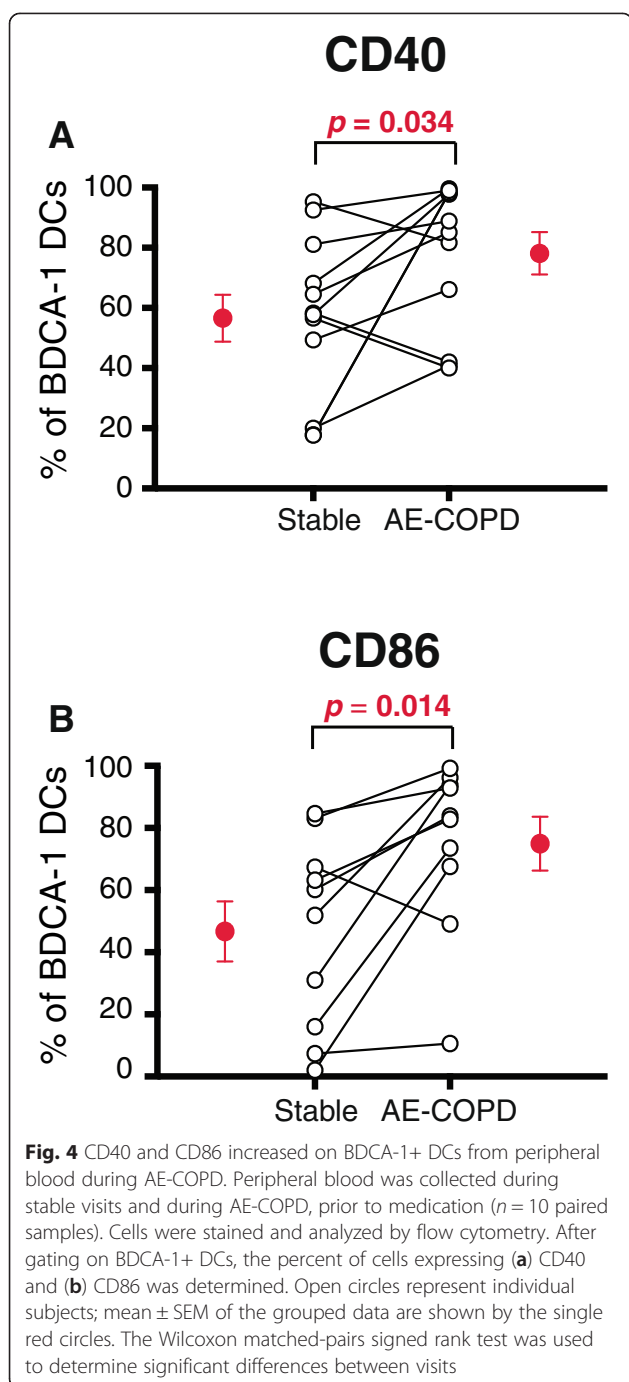 CD40
A
p = 0.034
% of BDCA-1 DCs
100
80
60
40
20
0
Stable AE-COPD
CD86
B
p = 0.014
% of BDCA-1 DCs
100
80
60
40
20
0
Stable AE-COPD
Fig. 4 CD40 and CD86 increased on BDCA-1+ DCs from peripheral
blood during AE-COPD. Peripheral blood was collected during
stable visits and during AE-COPD, prior to medication (n = 10 paired
samples). Cells were stained and analyzed by flow cytometry. After
gating on BDCA-1+ DCs, the percent of cells expressing (a) CD40
and (b) CD86 was determined. Open circles represent individual
subjects; mean ± SEM of the grouped data are shown by the single
red circles. The Wilcoxon matched-pairs signed rank test was used
to determine significant differences between visits